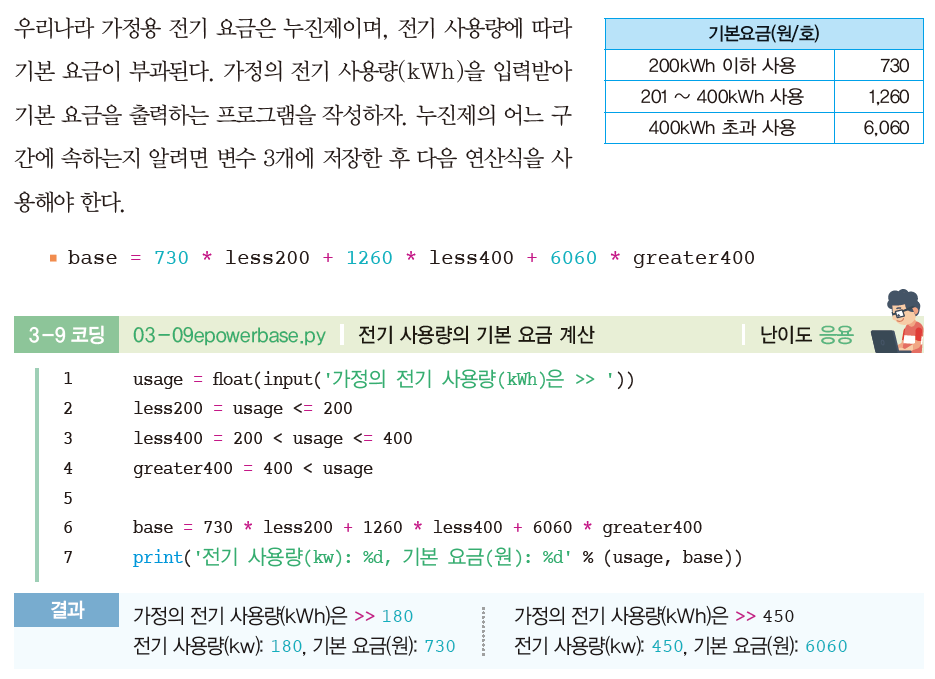 우리나라 가정용 전기 요금은 누진제이며, 전기 사용량에 따라
기본 요금이 부과된다. 가정의 전기 사용량(kWh)을 입력받아
기본 요금을 출력하는 프로그램을 작성하자. 누진제의 어느 구
간에 속하는지 알려면 변수 3개에 저장한 후 다음 연산식을 사
용해야 한다.
기본요금(원/호)
200kWh 이하 사용 730
201 ~ 400kWh 사용 1,260
400kWh 초과 사용 6,060
▪ base = 730 * less200 + 1260 * less400 + 6060 * greater400
3-9 코딩 03-09epowerbase.py 전기 사용량의 기본 요금 계산 난이도 응용
1 usage = float(input('가정의 전기 사용량(kWh)은 >> '))
2 less200 = usage <= 200
3 less400 = 200 < usage <= 400
4 greater400 = 400 < usage
5
6 base = 730 * less200 + 1260 * less400 + 6060 * greater400
7 print('전기 사용량(kw): %d, 기본 요금(원): %d' % (usage, base))
결과
가정의 전기 사용량(kWh)은 >> 180
전기 사용량(kw): 180, 기본 요금(원): 730
가정의 전기 사용량(kWh)은 >> 450
전기 사용량(kw): 450, 기본 요금(원): 6060